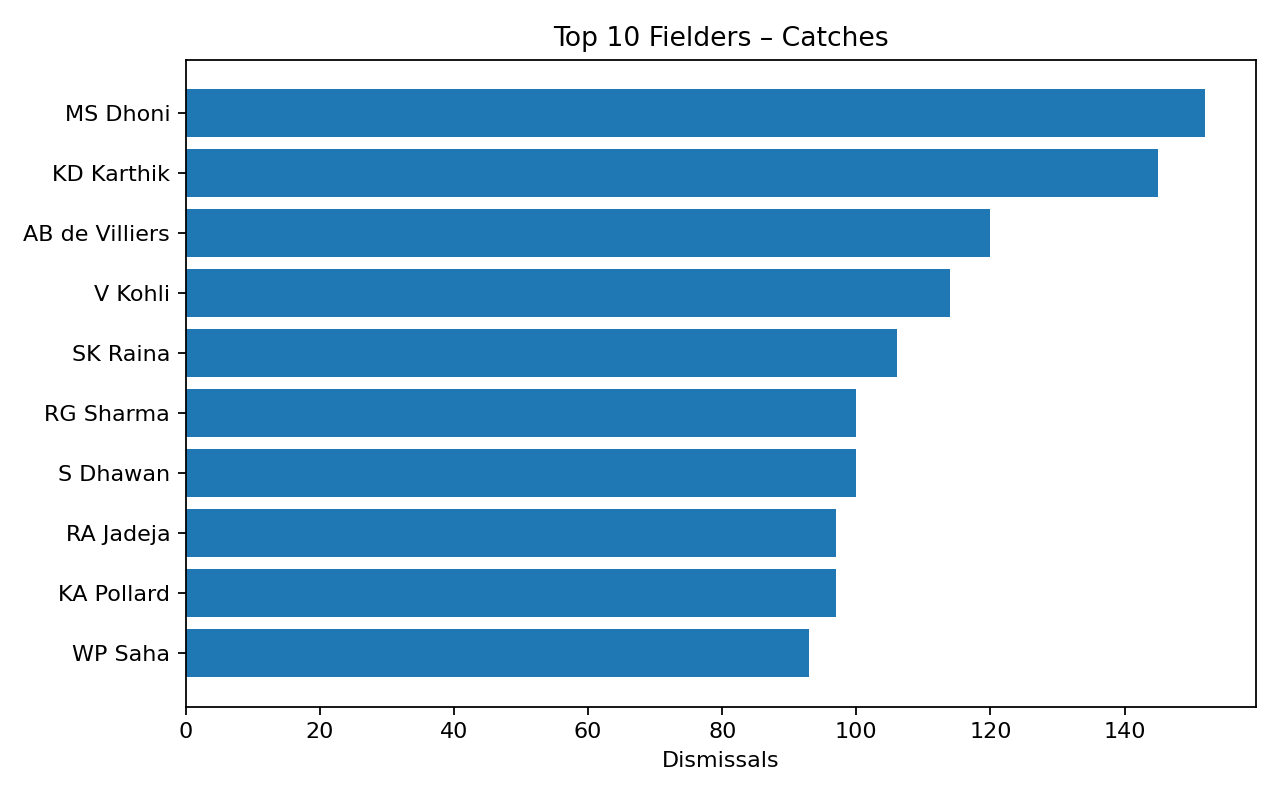 Top 10 Fielders – Catches
MS Dhoni
KD Karthik
AB de Villiers
V Kohli
SK Raina
RG Sharma
S Dhawan
RA Jadeja
KA Pollard
WP Saha
0 20 40 60 80 100 120 140
Dismissals